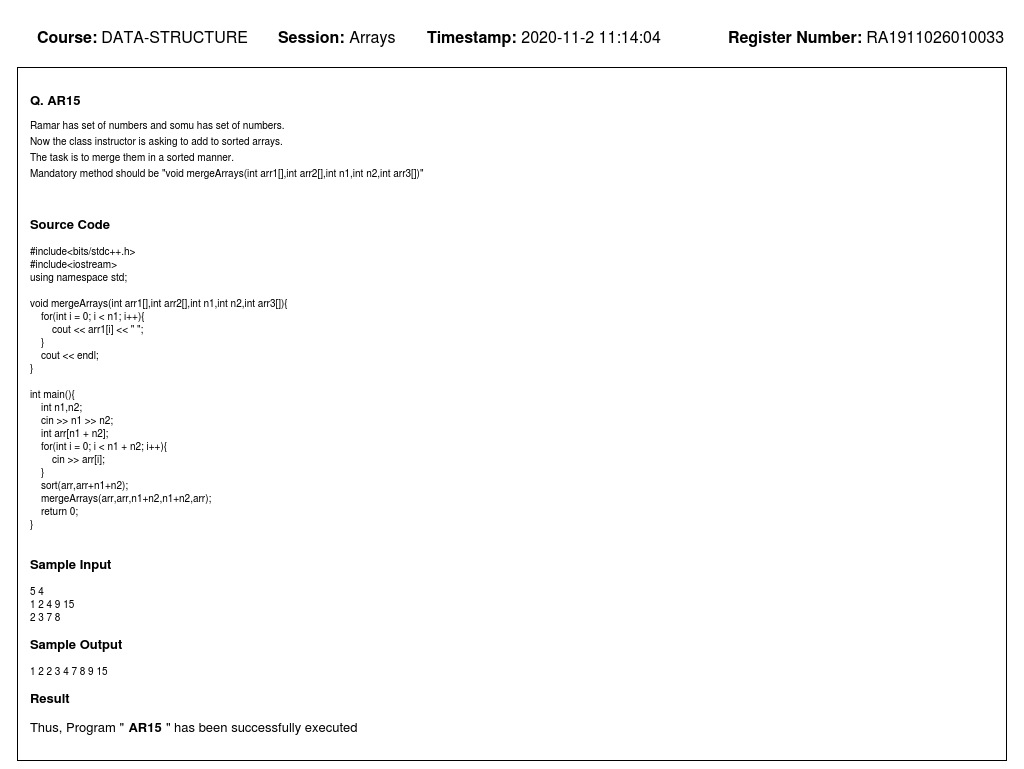 Course: DATA-STRUCTURE Session: Arrays Timestamp: 2020-11-2 11:14:04 Register Number: RA1911026010033
Q. AR15
Ramar has set of numbers and somu has set of numbers.
Now the class instructor is asking to add to sorted arrays.
The task is to merge them in a sorted manner.
Mandatory method should be "void mergeArrays(int arr1[],int arr2[],int n1,int n2,int arr3[])"
Source Code
#include<bits/stdc++.h>
#include<iostream>
using namespace std;
void mergeArrays(int arr1[],int arr2[],int n1,int n2,int arr3[]){
for(int i = 0; i < n1; i++){
cout << arr1[i] << " ";
}
cout << endl;
}
int main(){
int n1,n2;
cin >> n1 >> n2;
int arr[n1 + n2];
for(int i = 0; i < n1 + n2; i++){
cin >> arr[i];
}
sort(arr,arr+n1+n2);
mergeArrays(arr,arr,n1+n2,n1+n2,arr);
return 0;
}
Sample Input
5 4
1 2 4 9 15
2 3 7 8
Sample Output
1 2 2 3 4 7 8 9 15
Result
Thus, Program " AR15 " has been successfully executed